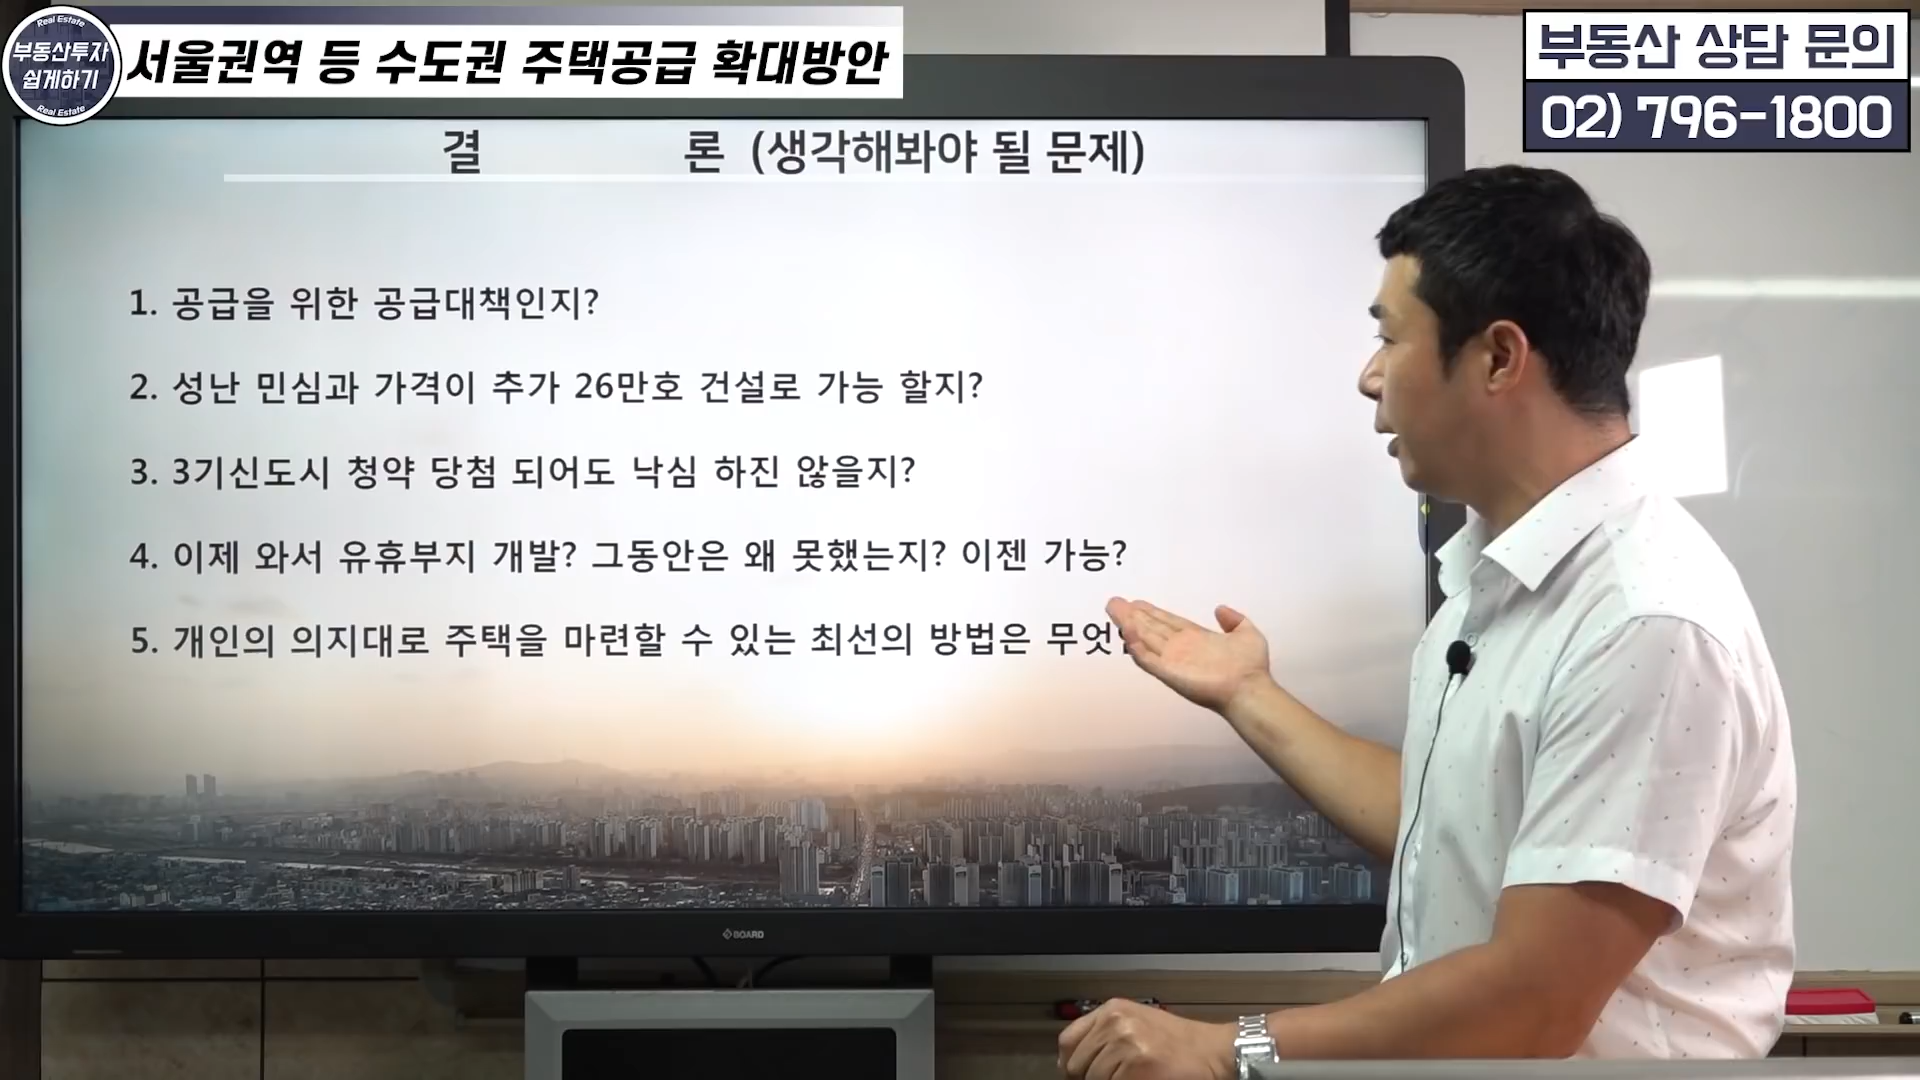 Real Estate
부동산투자
쉽게하기
Real Estate
서울권역 등 수도권 주택공급 확대방안
부동산 상담 문의
02) 796-1800
결 론 (생각해봐야 될 문제)
1. 공급을 위한 공급대책인지?
2. 성난 민심과 가격이 추가 26만호 건설로 가능 할지?
3. 3기신도시 청약 당첨 되어도 낙심 하진 않을지?
4. 이제 와서 유휴부지 개발? 그동안은 왜 못했는지? 이젠 가능?
5. 개인의 의지대로 주택을 마련할 수 있는 최선의 방법은 무엇
BOARD